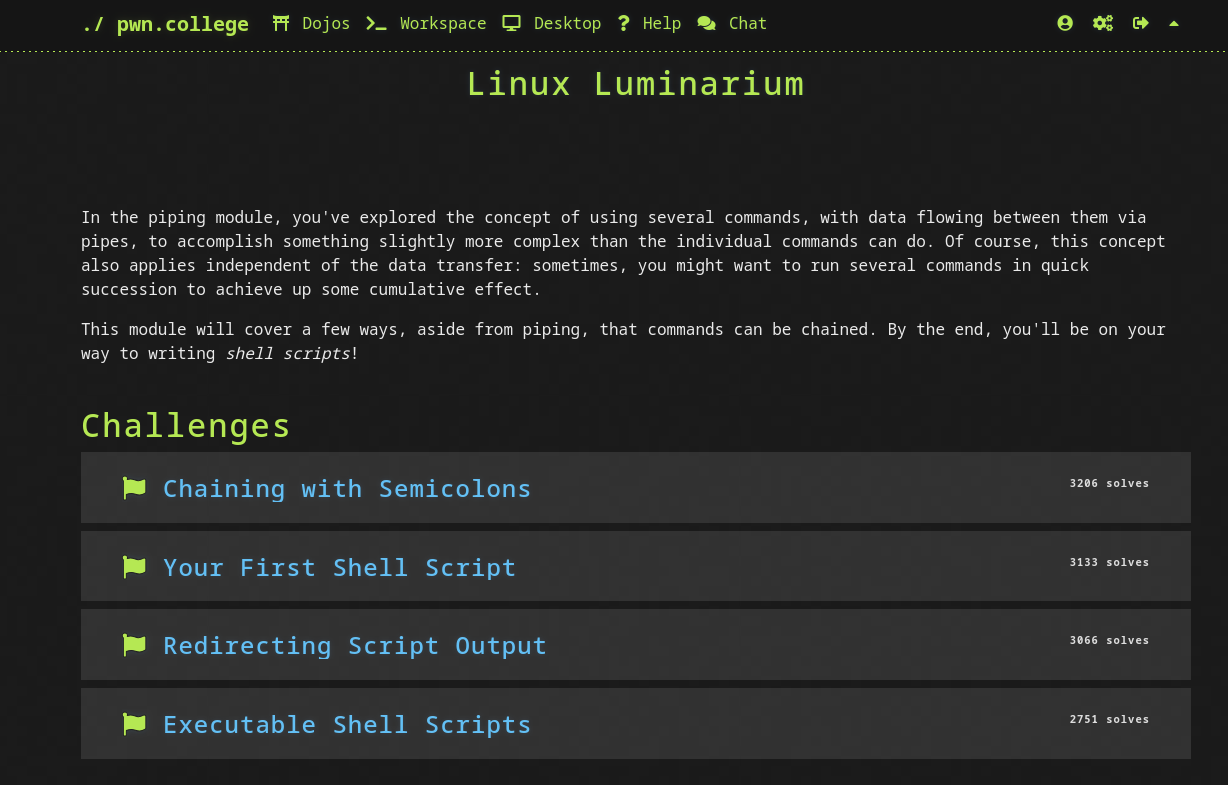 ./ pwn.college Dojos Workspace Desktop Help Chat
Linux Luminarium
In the piping module, you've explored the concept of using several commands, with data flowing between them via
pipes, to accomplish something slightly more complex than the individual commands can do. Of course, this concept
also applies independent of the data transfer: sometimes, you might want to run several commands in quick
succession to achieve up some cumulative effect.
This module will cover a few ways, aside from piping, that commands can be chained. By the end, you'll be on your
way to writing shell scripts!
Challenges
Chaining with Semicolons 3206 solves
Your First Shell Script 3133 solves
Redirecting Script Output 3066 solves
Executable Shell Scripts 2751 solves